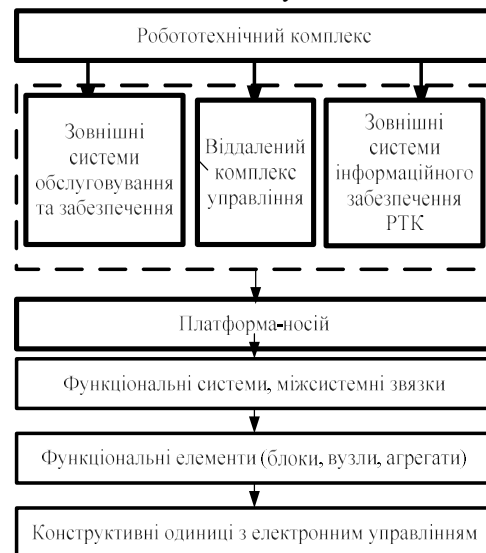 Робототехнічний комплекс
Зовнішні
системи
обслуговування
та забезпечення
Віддалений
комплекс
управління
Зовнішні
системи
інформаційного
забезпечення
РТК
Платформа-носій
Функціональні системи, міжсистемні звязки
Функціональні елементи (блоки, вузли, агрегати)
Конструктивні одиниці з електронним управлінням